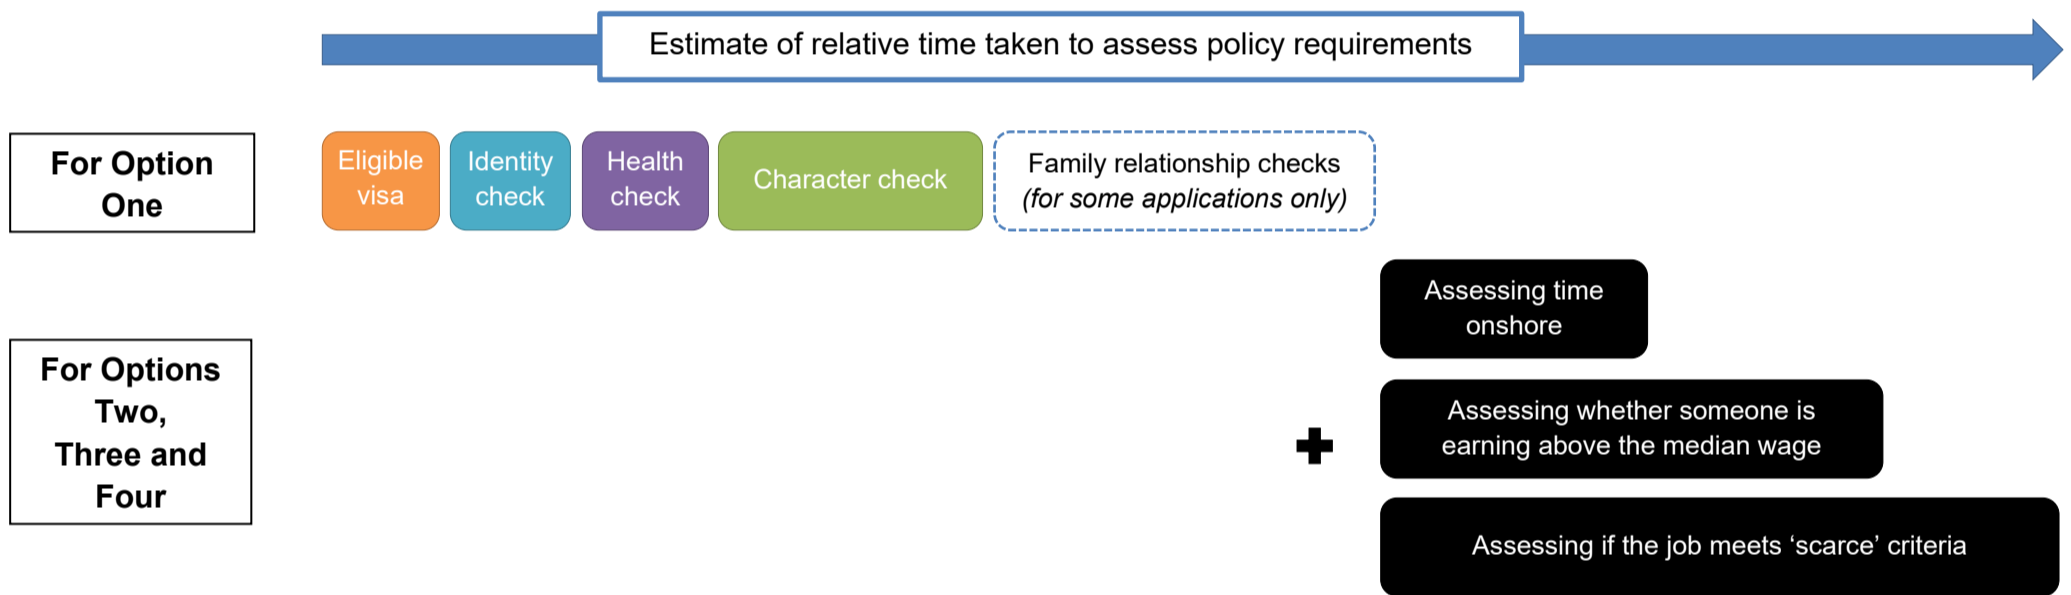 Estimate of relative time taken to assess policy requirements
For Option
One
Eligible
visa
Identity
check
Health
check
Character check
Family relationship checks
(for some applications only)
For Options
Two,
Three and
Four
Assessing time
onshore
Assessing whether someone is
earning above the median wage
Assessing if the job meets ‘scarce’ criteria